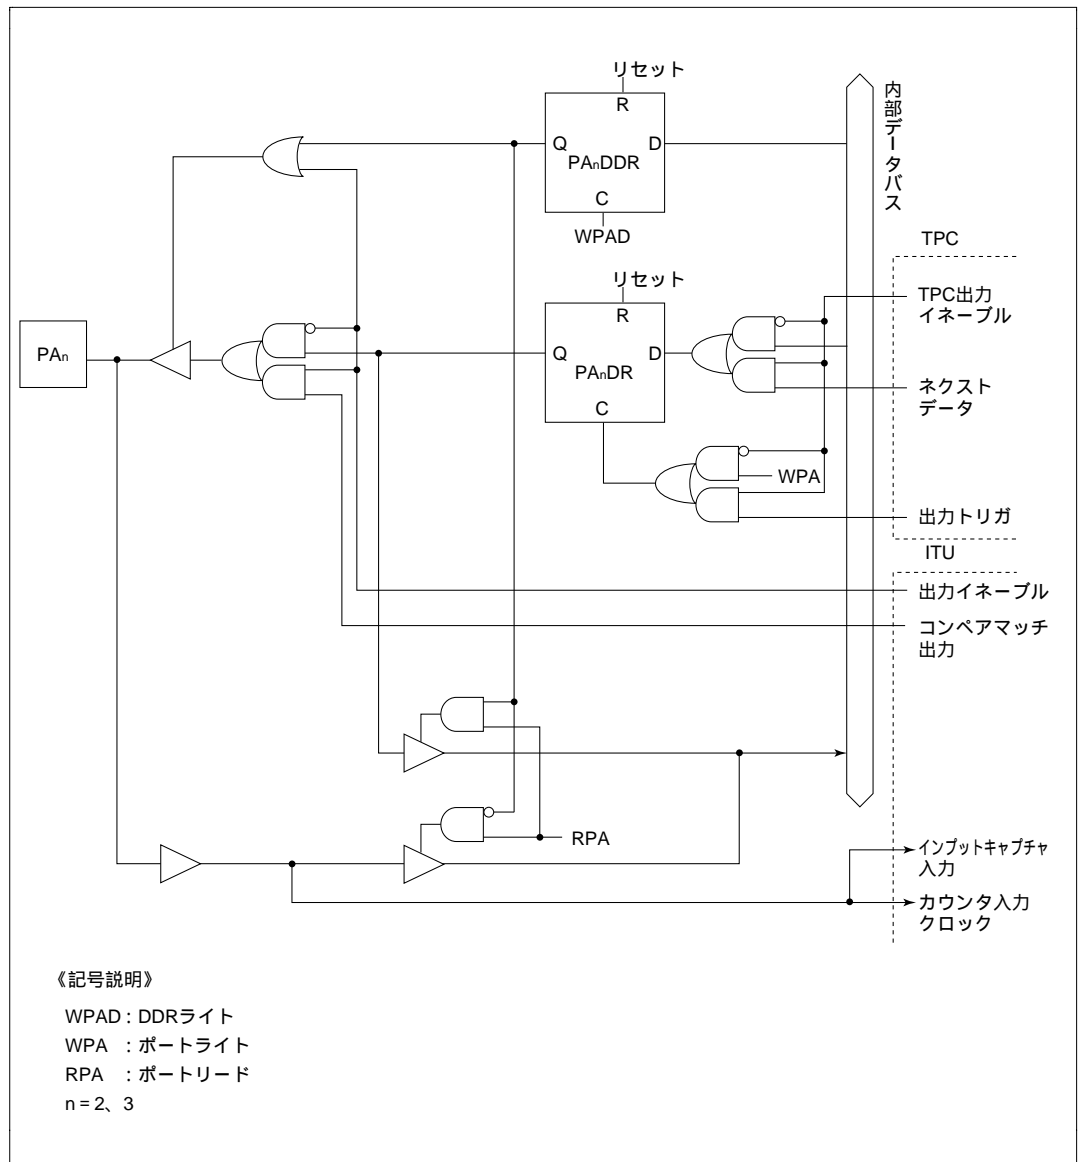 リセット
R
Q
D
PAnDDR
C
WPAD
内部データバス
TPC
リセット
R
Q
D
PAnDR
C
TPC出力
イネーブル
PAn
ネクスト
データ
WPA
出力トリガ
ITU
出力イネーブル
コンペアマッチ
出力
RPA
インプットキャプチャ
入力
カウンタ入力
クロック
《記号説明》
WPAD : DDRライト
WPA : ポートライト
RPA : ポートリード
n = 2、3